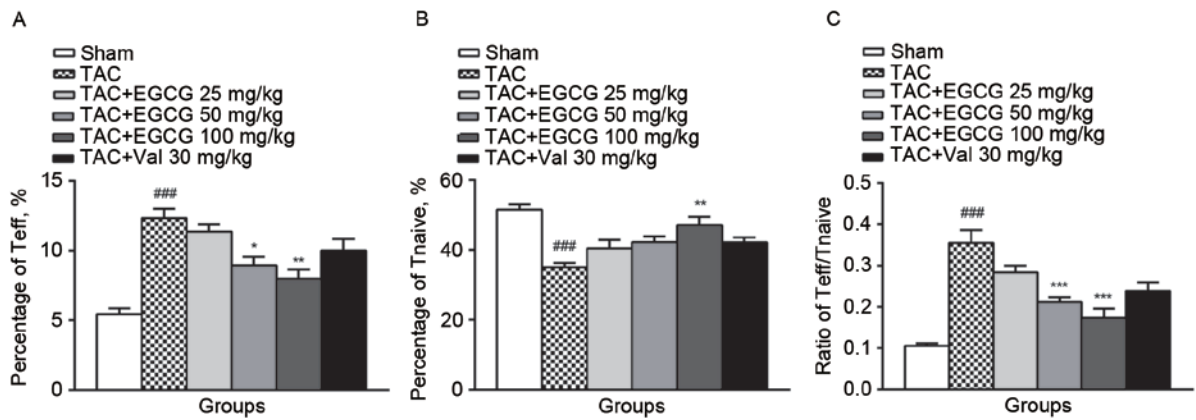 A
Sham
TAC
TAC+EGCG 25 mg/kg
TAC+EGCG 50 mg/kg
TAC+EGCG 100 mg/kg
TAC+Val 30 mg/kg
Percentage of Teff, %
15
10
5
0
###
*
**
Groups
B
Sham
TAC
TAC+EGCG 25 mg/kg
TAC+EGCG 50 mg/kg
TAC+EGCG 100 mg/kg
TAC+Val 30 mg/kg
Percentage of Tnaive, %
60
40
20
0
###
**
Groups
C
Sham
TAC
TAC+EGCG 25 mg/kg
TAC+EGCG 50 mg/kg
TAC+EGCG 100 mg/kg
TAC+Val 30 mg/kg
Ratio of Teff/Tnaive
0.5
0.4
0.3
0.2
0.1
0.0
###
***
***
Groups